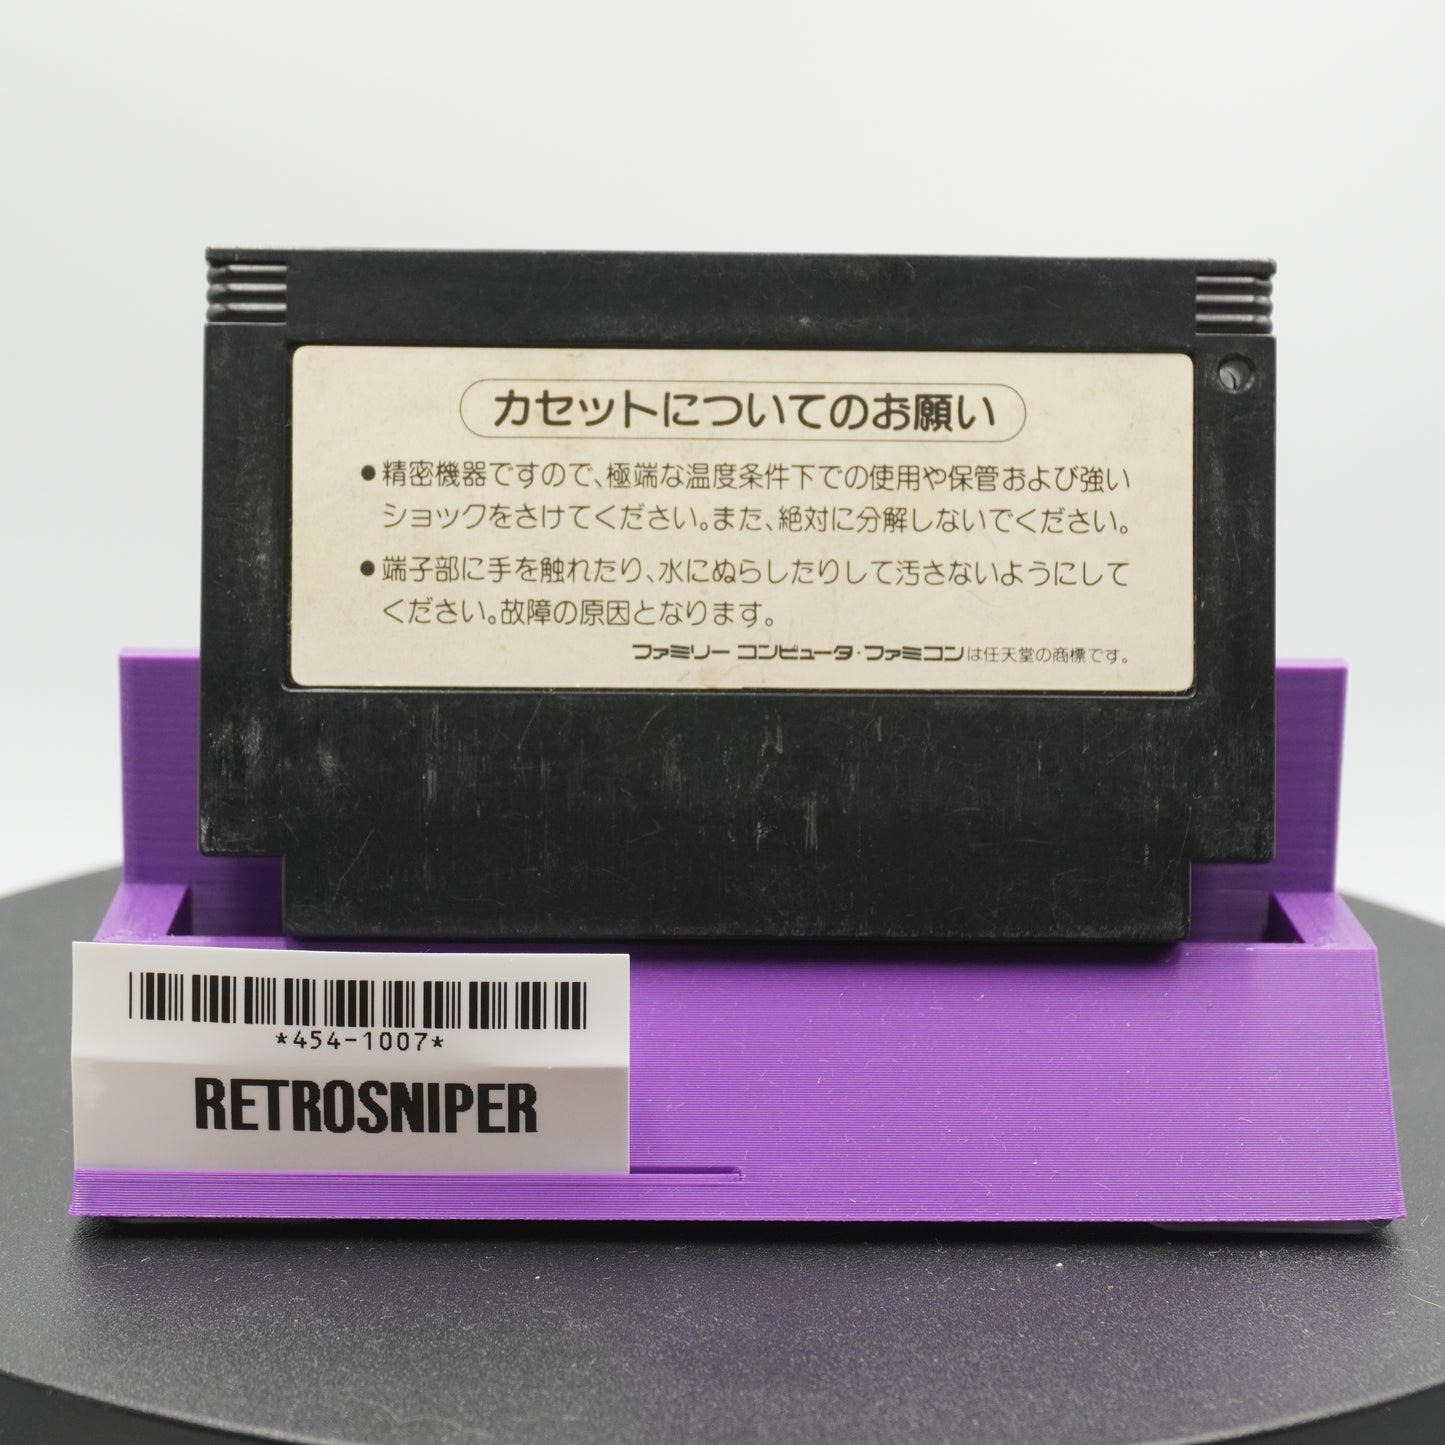 カセットについてのお願い
●精密機器ですので、極端な温度条件下での使用や保管および強い
ショックをさけてください。また、絶対に分解しないでください。
●端子部に手を触れたり、水にぬらしたりして汚さないようにして
ください。故障の原因となります。
ファミリー コンピュータ・ファミコンは任天堂の商標です。
*454-1007*
RETROSNIPER